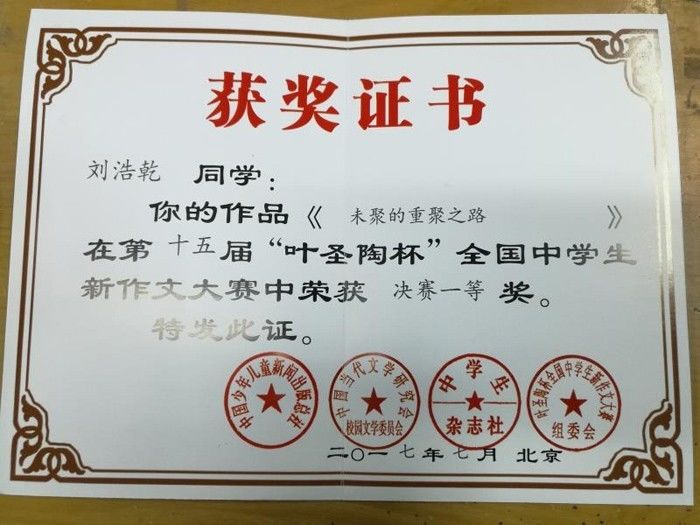 获奖证书
刘浩乾 同学：
你的作品《 未聚的重聚之路 》
在第十五届“叶圣陶杯”全国中学生
新作文大赛中荣获 决赛一等 奖。
特发此证。
中国少年儿童新闻出版总社
中国当代文学研究会
校园文学委员会
中学生
杂志社
叶圣陶杯全国中学生新作文大赛
组委会
二〇一七年七月 北京